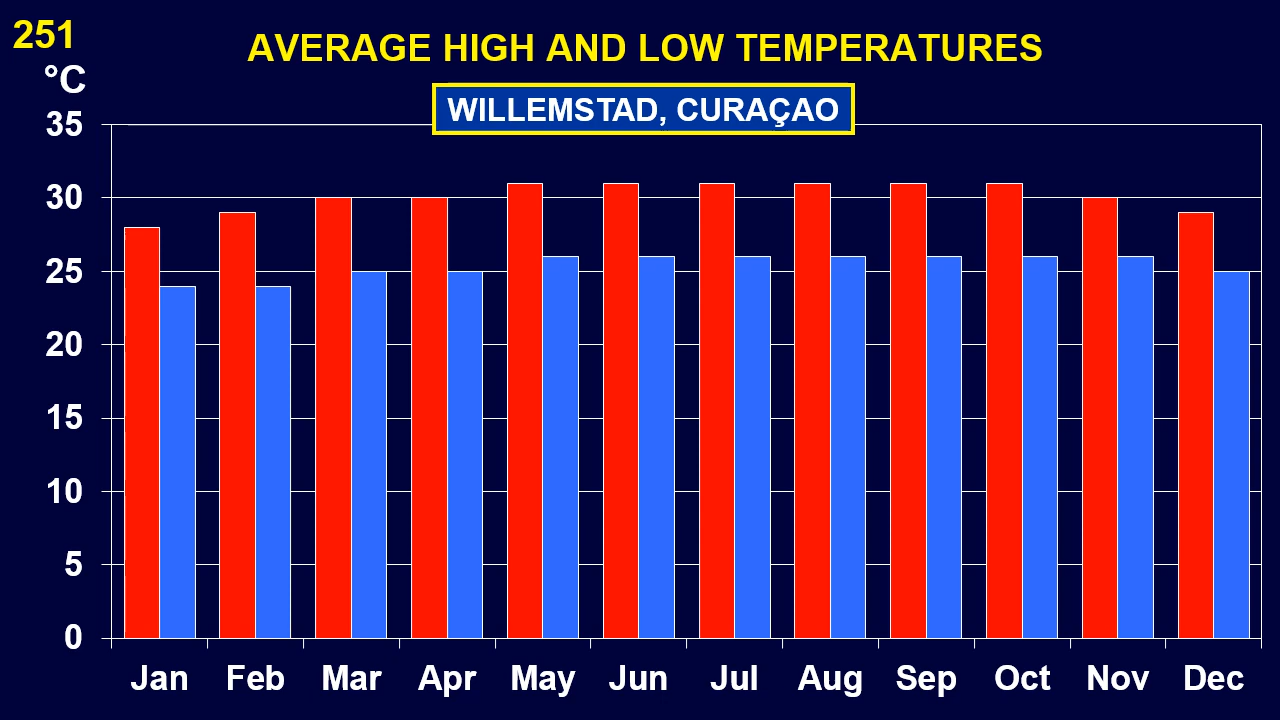 251
AVERAGE HIGH AND LOW TEMPERATURES
°C
WILLEMSTAD, CURAÇAO
35
30
25
20
15
10
5
0
Jan Feb Mar Apr May Jun Jul Aug Sep Oct Nov Dec